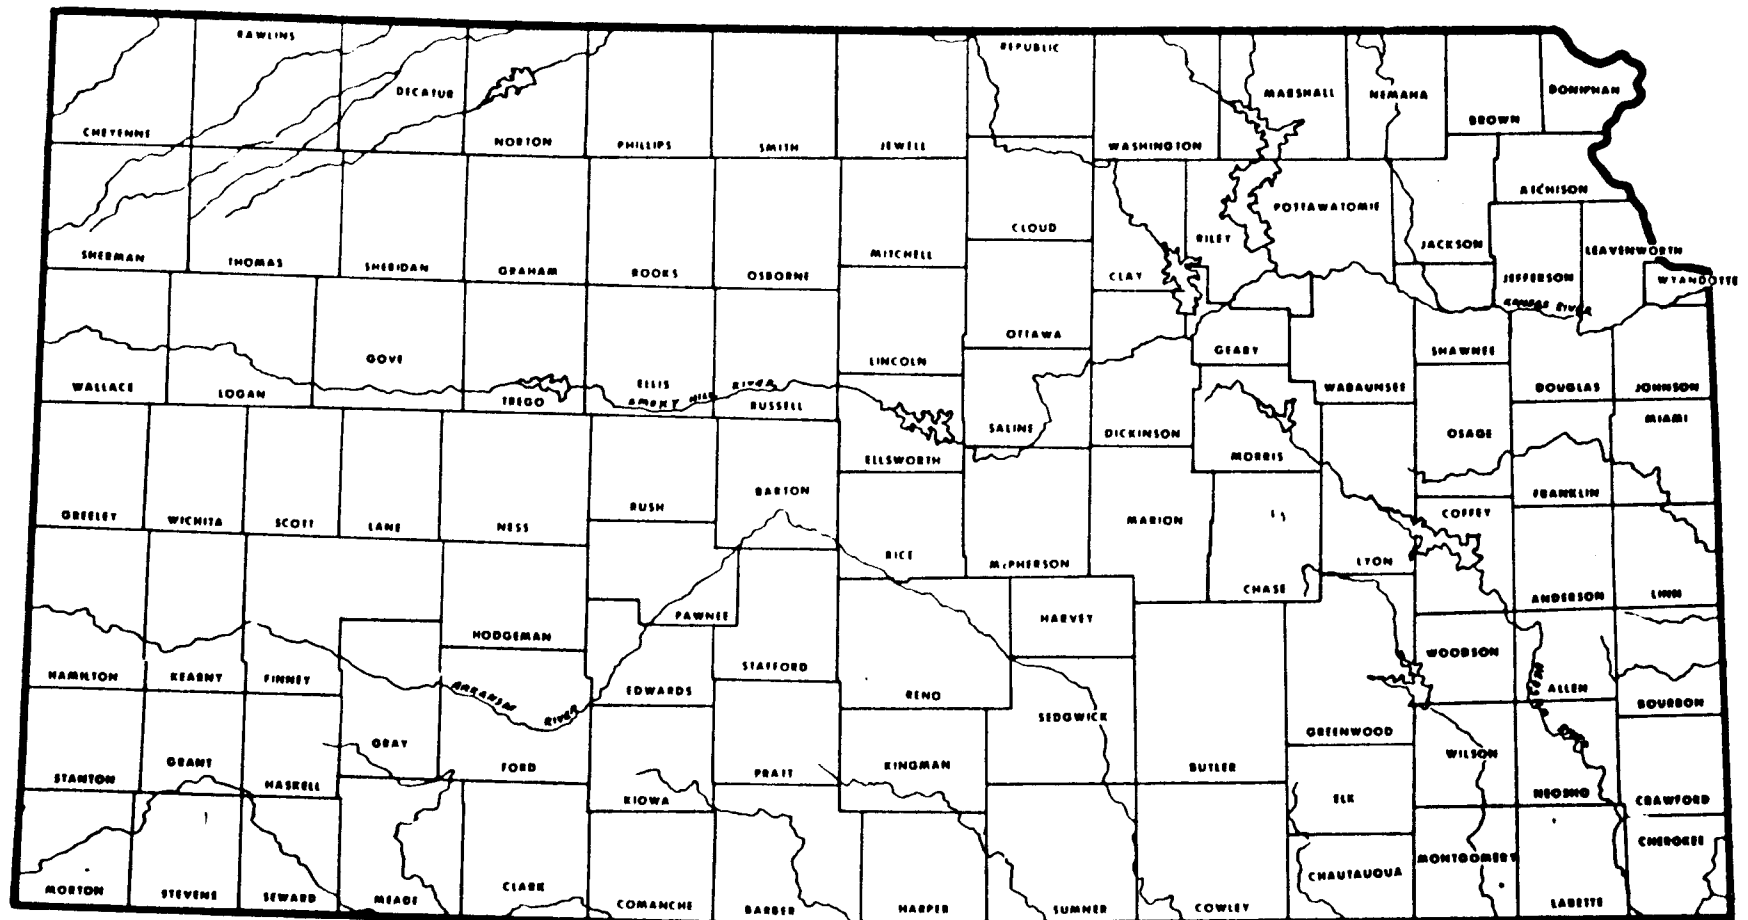 RAWLINS
REPUBLIC
CHEYENNE
DECATUR
NORTON
PHILLIPS
SMITH
JEWELL
WASHINGTON
MARSHALL
NEMAHA
BROWN
DONIPHAN
ATCHISON
SHERMAN
THOMAS
SHERIDAN
GRAHAM
ROOKS
OSBORNE
MITCHELL
CLOUD
CLAY
RILEY
POTTAWATOMIE
JACKSON
JEFFERSON
LEAVENWORTH
WYANDOTTE
KANSAS RIVER
WALLACE
LOGAN
GOVE
TREGO
ELLIS
SMOKY HILL RIVER
RUSSELL
LINCOLN
OTTAWA
SALINE
DICKINSON
GEARY
WABAUNSEE
SHAWNEE
DOUGLAS
JOHNSON
MIAMI
OSAGE
MORRIS
ELLSWORTH
GREELEY
WICHITA
SCOTT
LANE
NESS
RUSH
BARTON
RICE
McPHERSON
MARION
CHASE
LYON
COFFEY
FRANKLIN
ANDERSON
LINN
HAMILTON
KEARNY
FINNEY
HODGEMAN
PAWNEE
ARKANSAS RIVER
EDWARDS
STAFFORD
RENO
HARVEY
SEDGWICK
BUTLER
GREENWOOD
WOODSON
ALLEN
BOURBON
STANTON
GRANT
HASKELL
GRAY
FORD
KIOWA
PRATT
KINGMAN
ELK
WILSON
NEOSHO
CRAWFORD
CHEROKEE
MORTON
STEVENS
SEWARD
MEADE
CLARK
COMANCHE
BARBER
HARPER
SUMNER
COWLEY
CHAUTAUQUA
MONTGOMERY
LABETTE